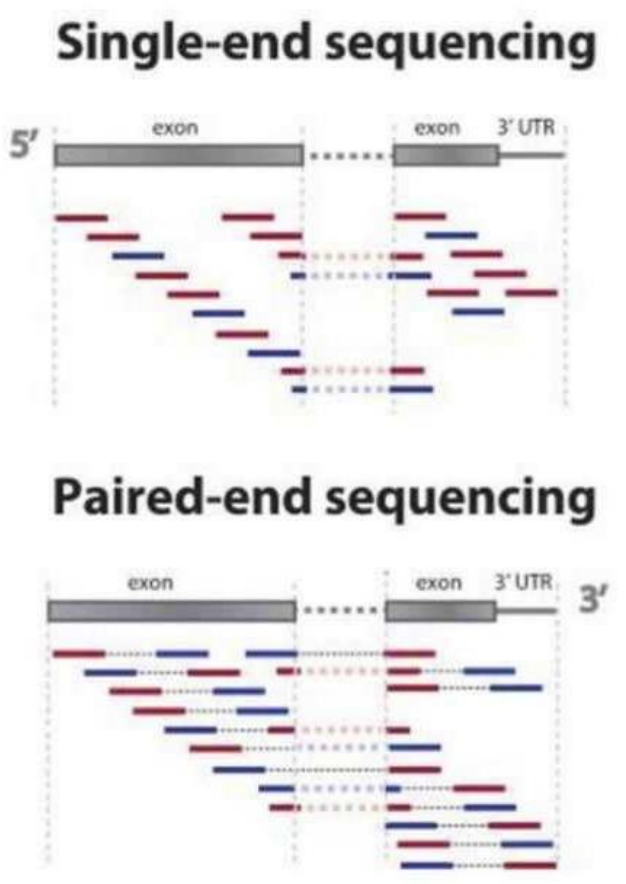 Single-end sequencing
5′ exon exon 3′ UTR
Paired-end sequencing
exon exon 3′ UTR 3′